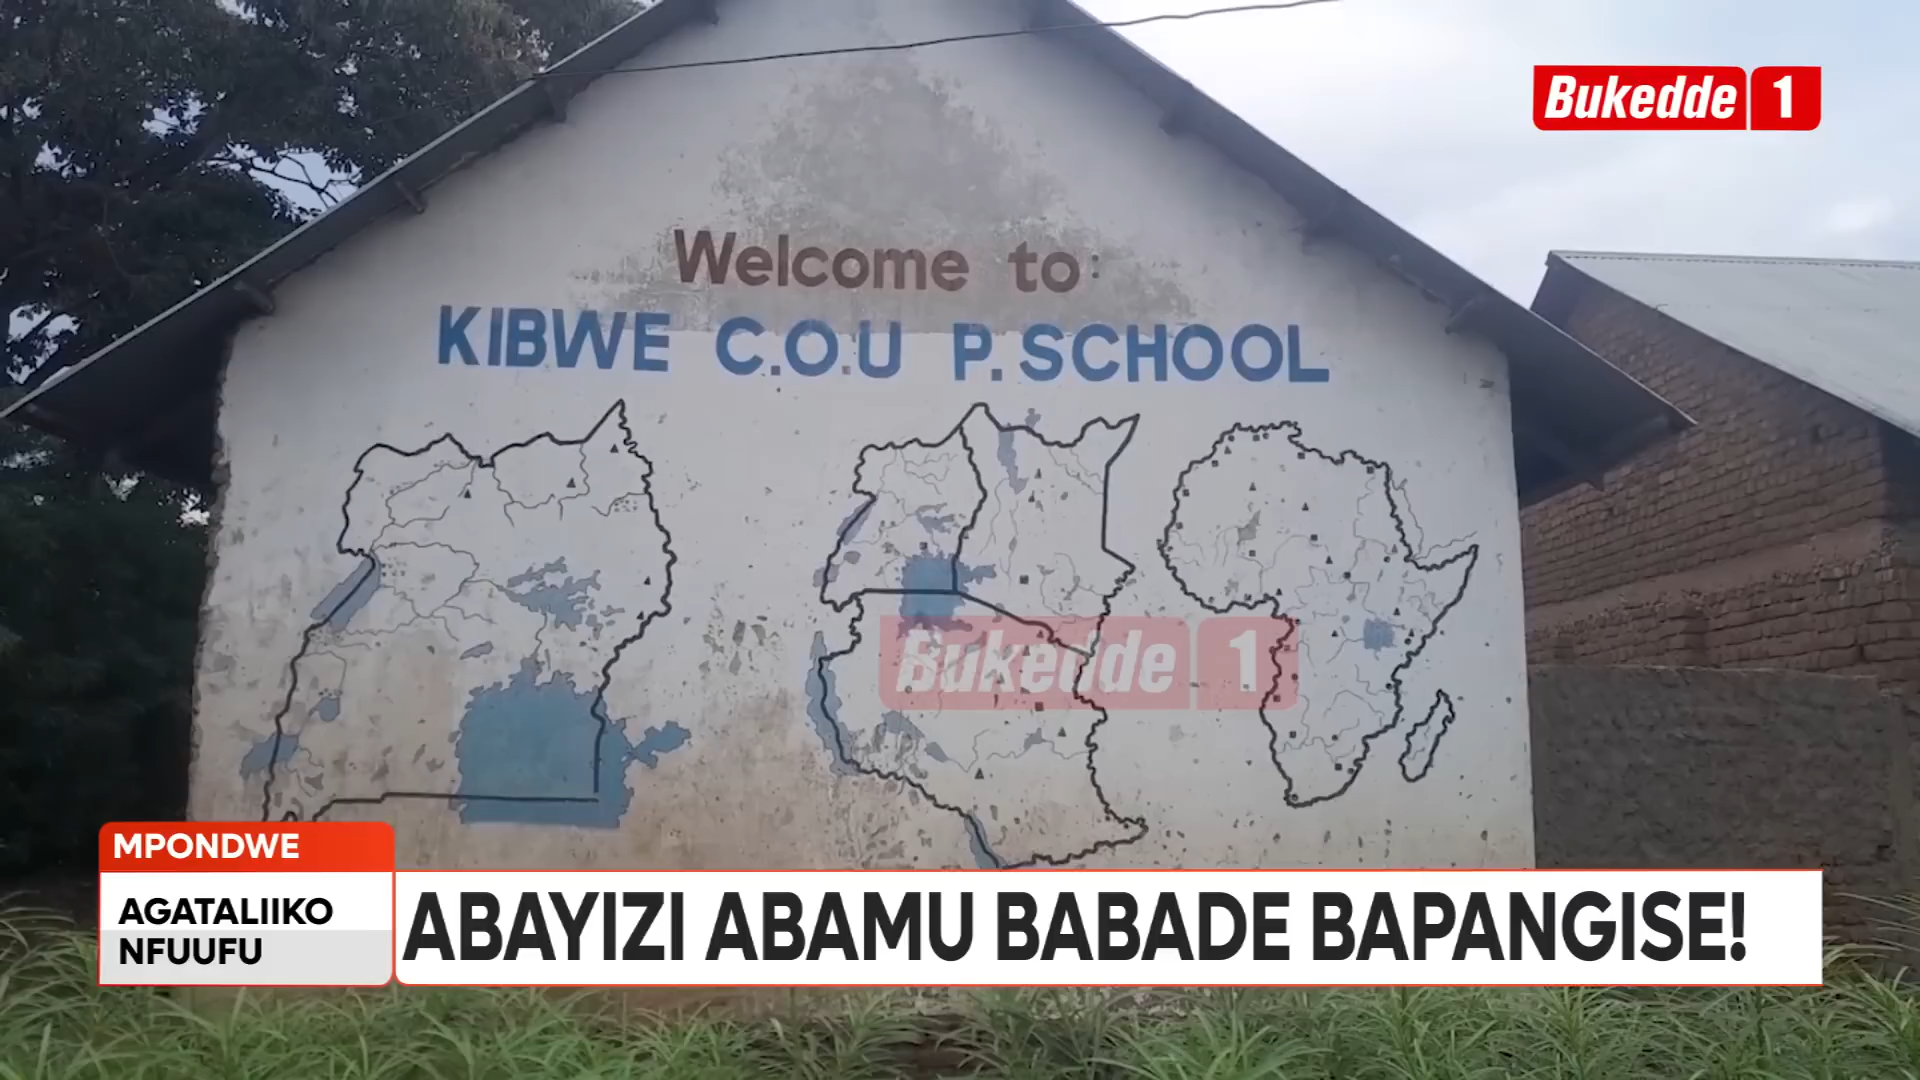 Bukedde 1
Welcome to:
KIBWE C.O.U P.SCHOOL
Bukedde 1
MPONDWE
AGATALIIKO
NFUUFU
ABAYIZI ABAMU BABADE BAPANGISE!